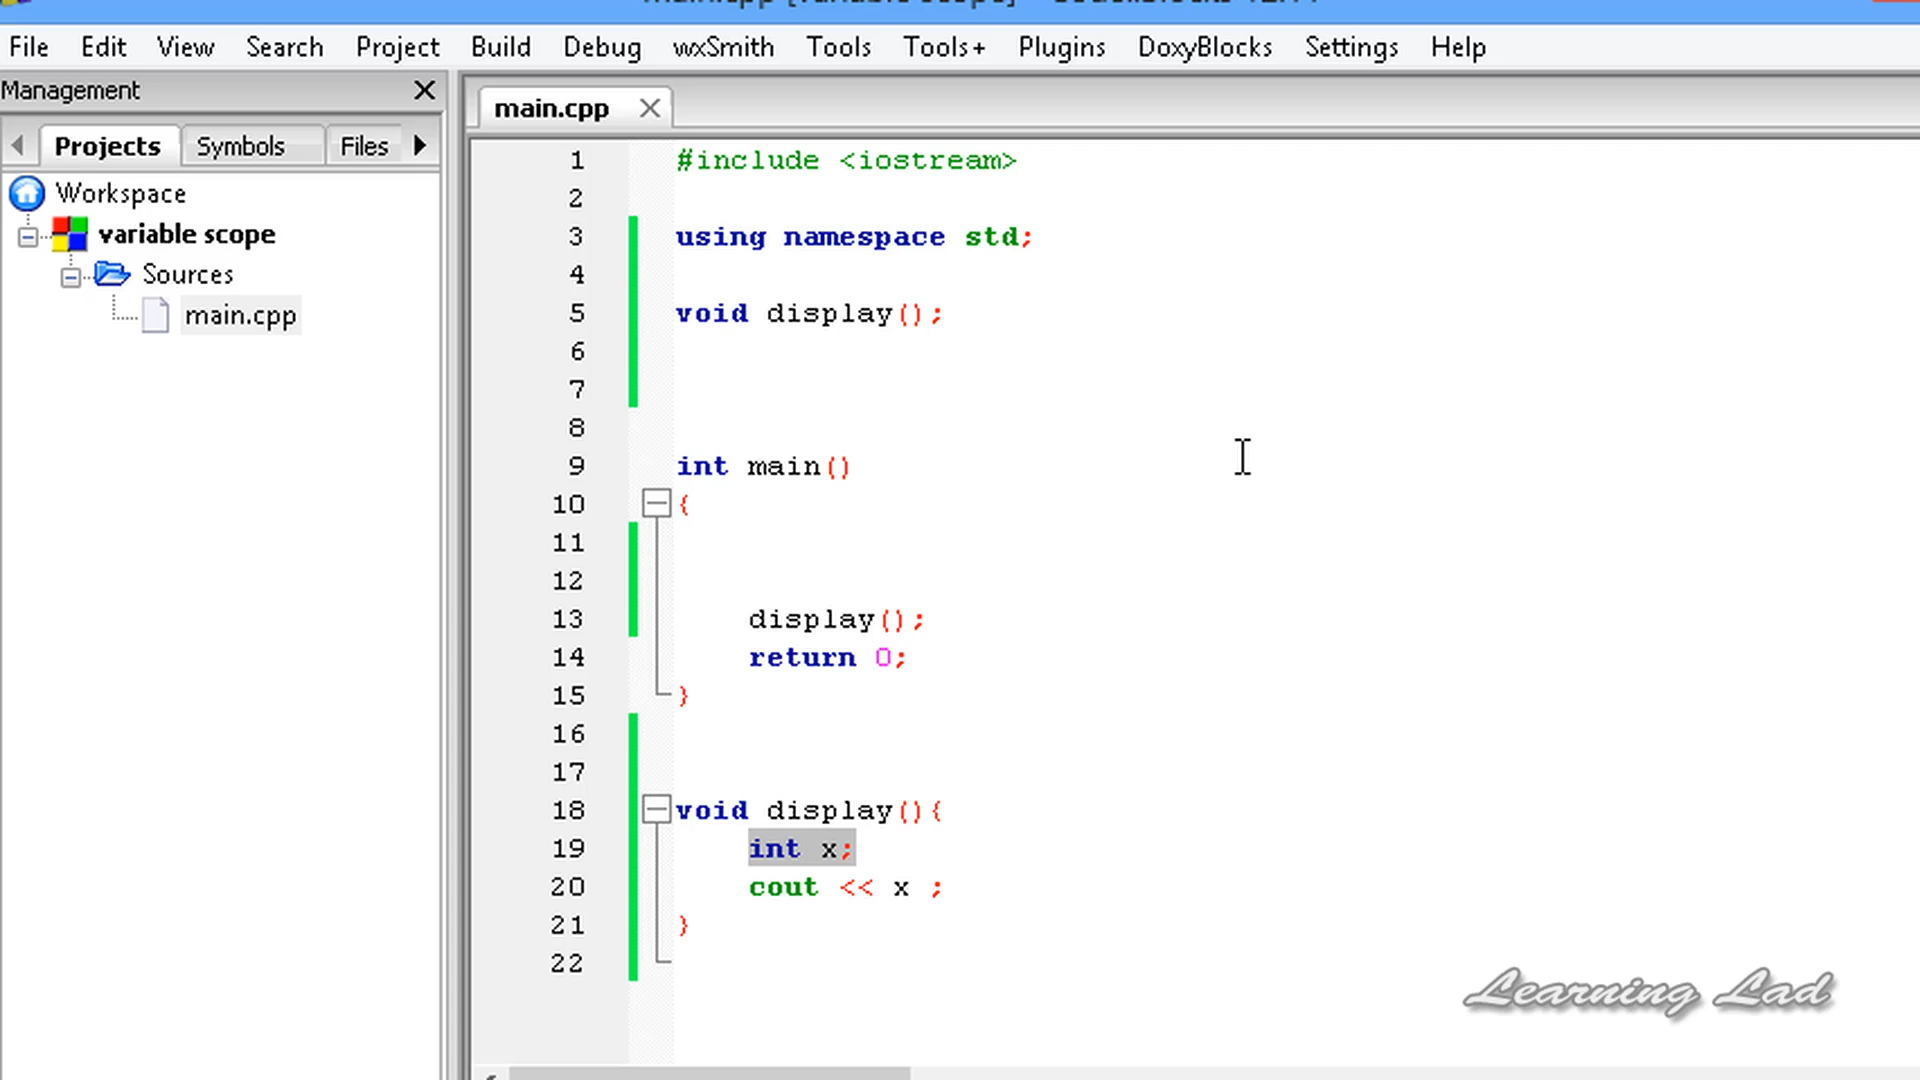 File Edit View Search Project Build Debug wxSmith Tools Tools+ Plugins DoxyBlocks Settings Help
Management
main.cpp
Projects Symbols Files
Workspace
variable scope
Sources
main.cpp
1 #include <iostream>
2
3 using namespace std;
4
5 void display();
6
7
8
9 int main()
10 {
11
12
13 display();
14 return 0;
15 }
16
17
18 void display(){
19 int x;
20 cout << x ;
21 }
22
Learning Lad